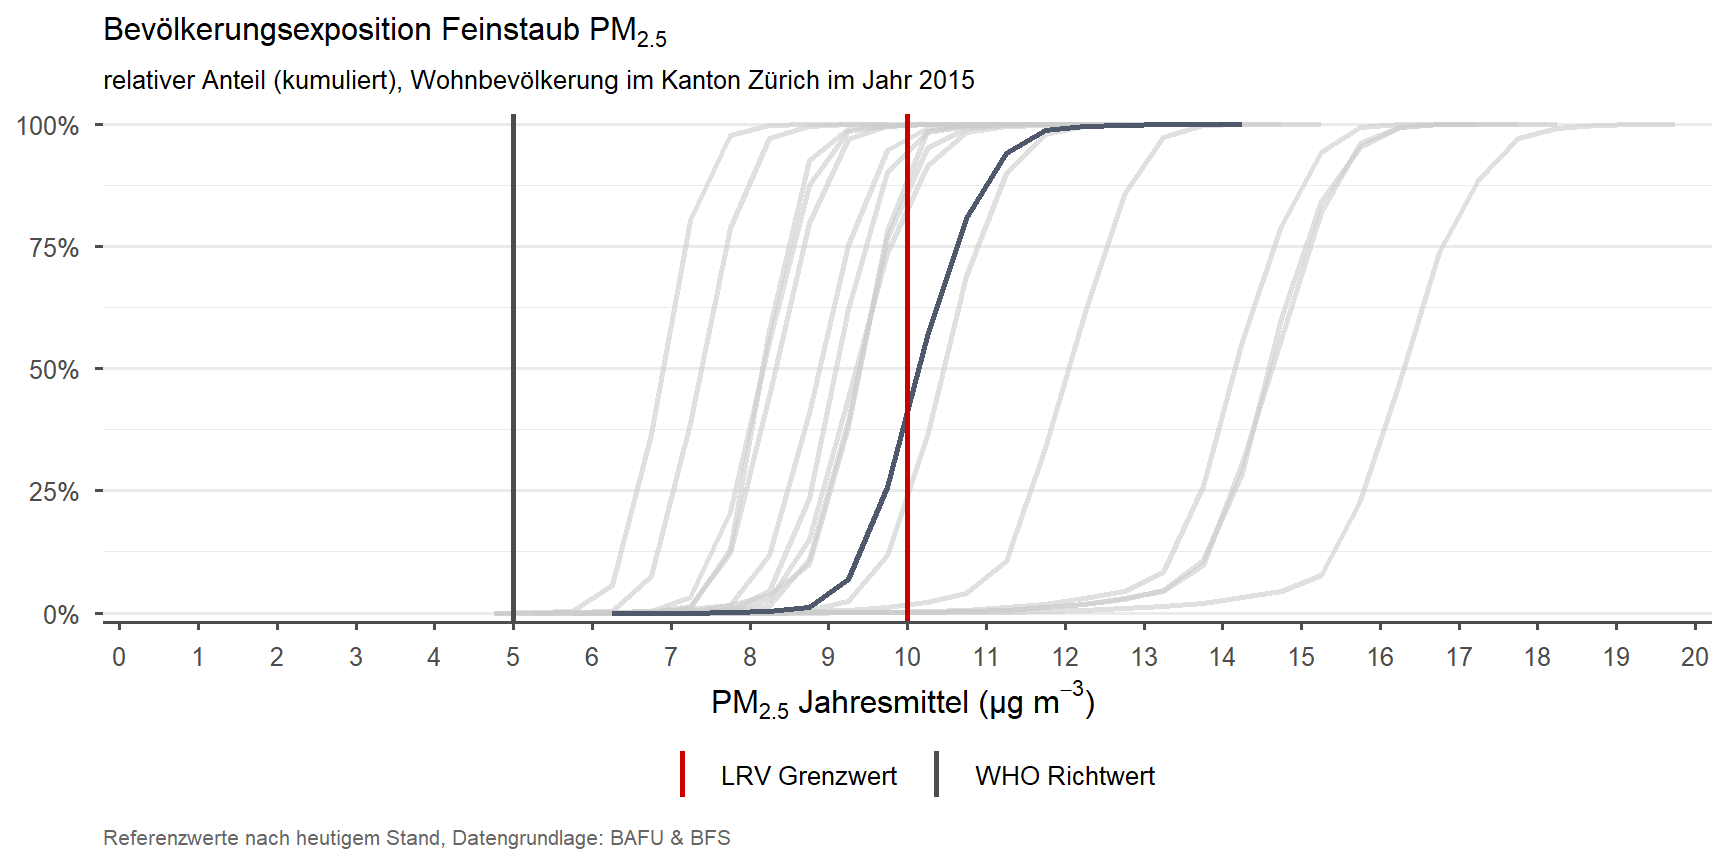 Bevölkerungsexposition Feinstaub PM2.5
relativer Anteil (kumuliert), Wohnbevölkerung im Kanton Zürich im Jahr 2015
100%
75%
50%
25%
0%
0 1 2 3 4 5 6 7 8 9 10 11 12 13 14 15 16 17 18 19 20
PM2.5 Jahresmittel (µg m−3)
LRV Grenzwert WHO Richtwert
Referenzwerte nach heutigem Stand, Datengrundlage: BAFU & BFS